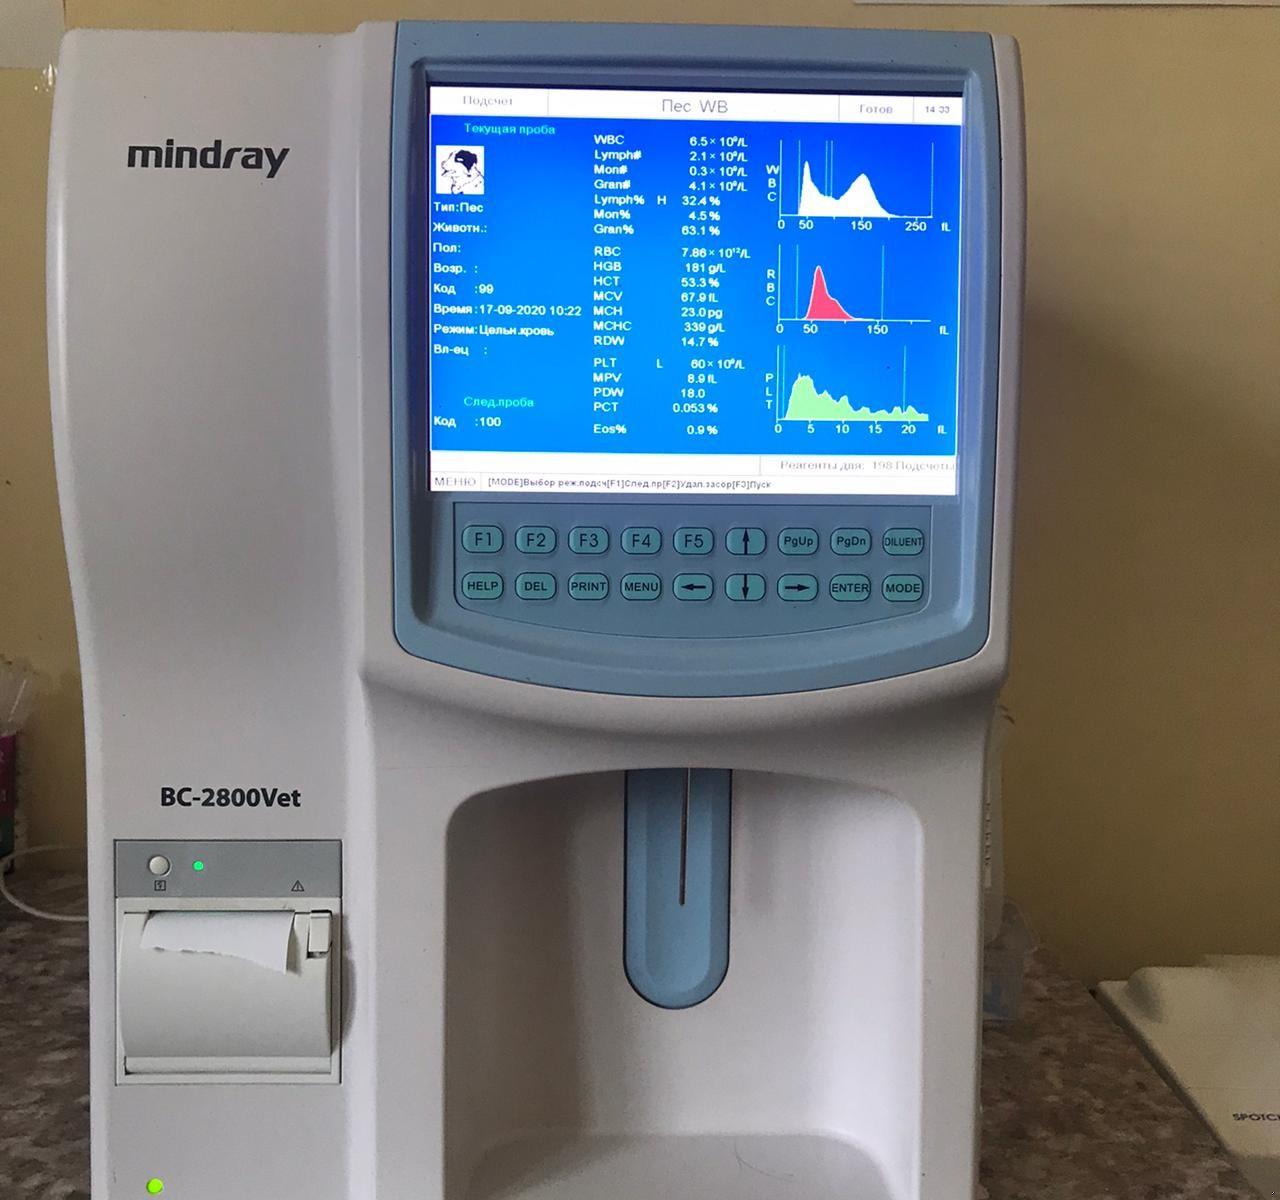 Подсчет Пес WB Готов 14 33
mindray
Текущая проба
Тип:Пес
Животн.:
Пол:
Возр. :
Код :99
Время:17-09-2020 10:22
Режим:Цельн.кровь
Вл-ец :
След.проба
Код :100
WBC 6.5× 10⁹/L
Lymph# 2.1× 10⁹/L
Mon# 0.3× 10⁹/L
Gran# 4.1× 10⁹/L
Lymph% H 32.4 %
Mon% 4.5 %
Gran% 63.1 %
RBC 7.86× 10¹²/L
HGB 181 g/L
HCT 53.3 %
MCV 67.9 fL
MCH 23.0 pg
MCHC 339 g/L
RDW 14.7 %
PLT L 60× 10⁹/L
MPV 8.9 fL
PDW 18.0
PCT 0.053 %
Eos% 0.9 %
WBC
0 50 150 250 fL
RBC
0 50 150 fL
PLT
0 5 10 15 20 fL
Реагенты для: 198 Подсчеты
МЕНЮ [MODE]Выбор реж.подсч[F1]След.пр[F2]Удал.засор[F3]Пуск
F1 F2 F3 F4 F5 PgUp PgDn DILUENT
HELP DEL PRINT MENU ENTER MODE
BC-2800Vet